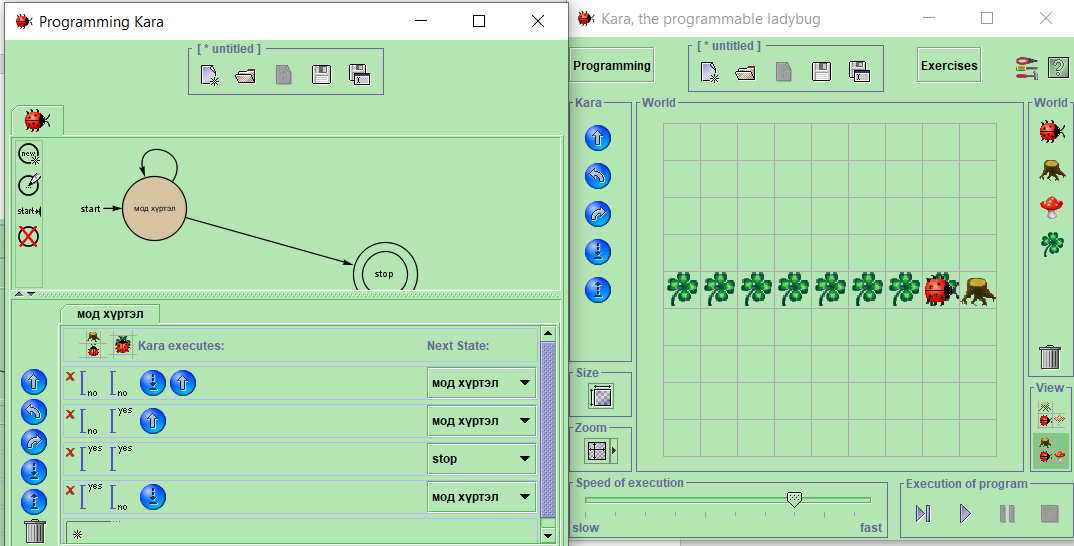 Programming Kara
[ * untitled ]
new
start
start
мод хүртэл
stop
мод хүртэл
Kara executes:
Next State:
no no мод хүртэл
no yes мод хүртэл
yes yes stop
yes no мод хүртэл
Kara, the programmable ladybug
Programming
[ * untitled ]
Exercises
Kara
World
World
Size
Zoom
View
Speed of execution
slow
fast
Execution of program